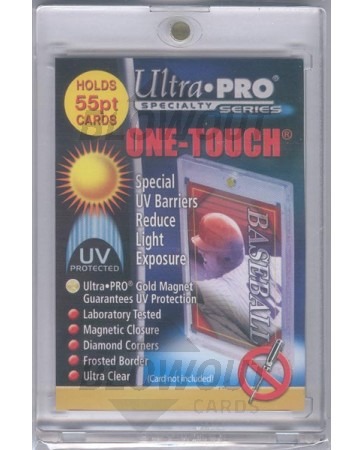 HOLDS
55pt
CARDS
Ultra•PRO®
SPECIALTY SERIES
ONE-TOUCH®
Special
UV Barriers
Reduce
Light
Exposure
UV
PROTECTED
BASEBALL
Ultra•PRO® Gold Magnet
Guarantees UV Protection
• Laboratory Tested
• Magnetic Closure
• Diamond Corners
• Frosted Border
• Ultra Clear
(Card not included)
BLOWOUT
CARDS